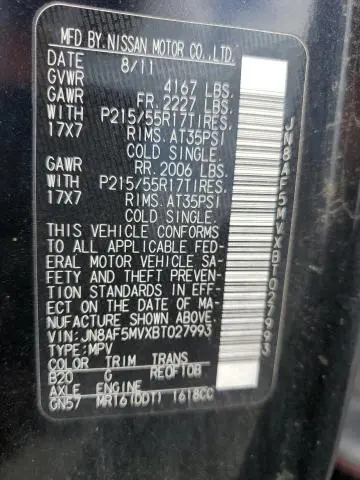 MFD BY NISSAN MOTOR CO., LTD.
DATE 8/11
GVWR 4167 LBS.
GAWR FR. 2227 LBS.
WITH P215/55R17TIRES.
17X7 RIMS. AT35PSI
COLD SINGLE.
GAWR RR. 2006 LBS.
WITH P215/55R17TIRES.
17X7 RIMS. AT35PSI
COLD SINGLE.
THIS VEHICLE CONFORMS
TO ALL APPLICABLE FED-
ERAL MOTOR VEHICLE SA-
FETY AND THEFT PREVEN-
TION STANDARDS IN EFF-
ECT ON THE DATE OF MA-
NUFACTURE SHOWN ABOVE.
VIN: JN8AF5MVXBT027993
TYPE: MPV
COLOR TRIM TRANS
B20 G RE0F10B
AXLE ENGINE
GN57 MR16(DDT) 1618CC
JN8AF5MVXBT027993